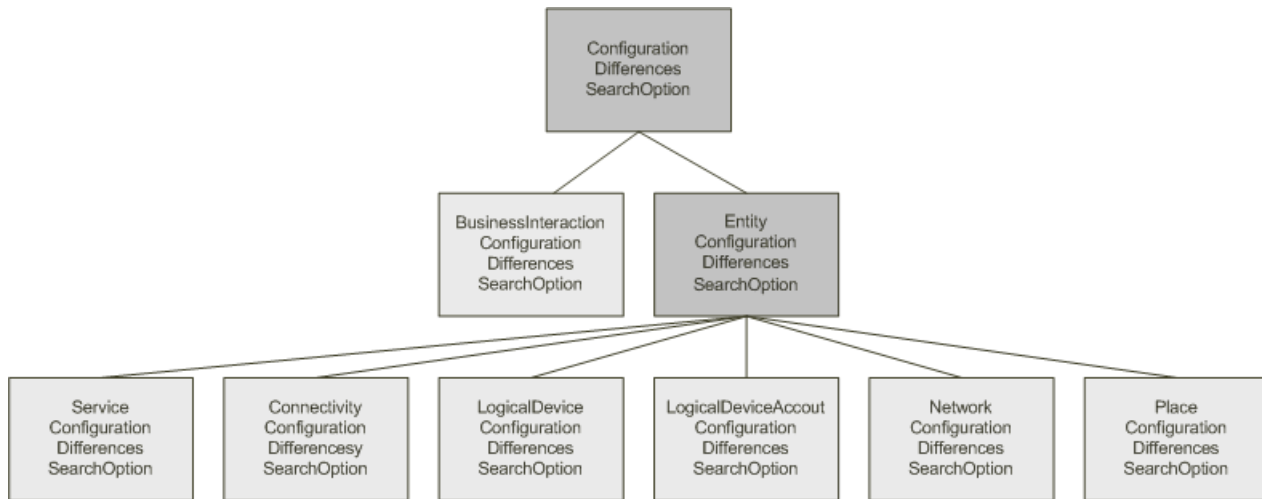 Configuration
Differences
SearchOption
BusinessInteraction
Configuration
Differences
SearchOption
Entity
Configuration
Differences
SearchOption
Service
Configuration
Differences
SearchOption
Connectivity
Configuration
Differencesy
SearchOption
LogicalDevice
Configuration
Differences
SearchOption
LogicalDeviceAccout
Configuration
Differences
SearchOption
Network
Configuration
Differences
SearchOption
Place
Configuration
Differences
SearchOption